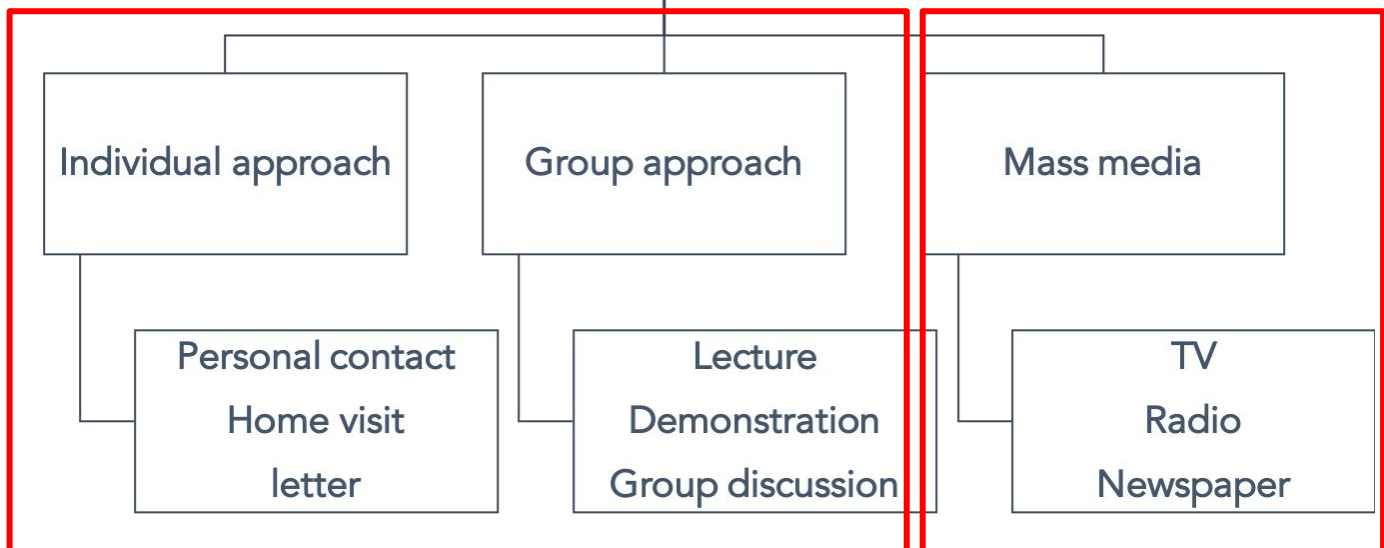 Individual approach
Group approach
Mass media
Personal contact
Home visit
letter
Lecture
Demonstration
Group discussion
TV
Radio
Newspaper